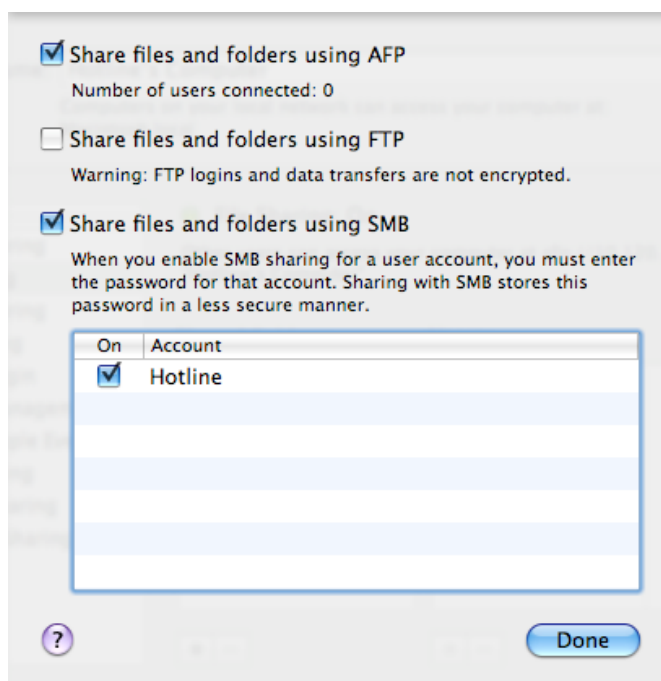 Share files and folders using AFP
Number of users connected: 0
Share files and folders using FTP
Warning: FTP logins and data transfers are not encrypted.
Share files and folders using SMB
When you enable SMB sharing for a user account, you must enter
the password for that account. Sharing with SMB stores this
password in a less secure manner.
On Account
Hotline
?
Done